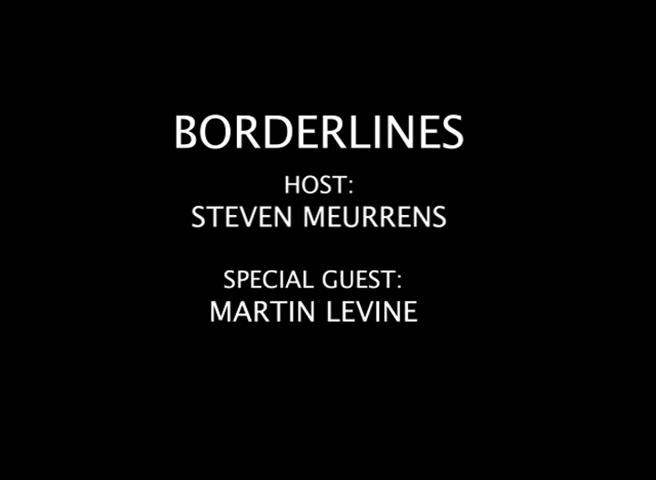 BORDERLINES
HOST:
STEVEN MEURRENS
SPECIAL GUEST:
MARTIN LEVINE